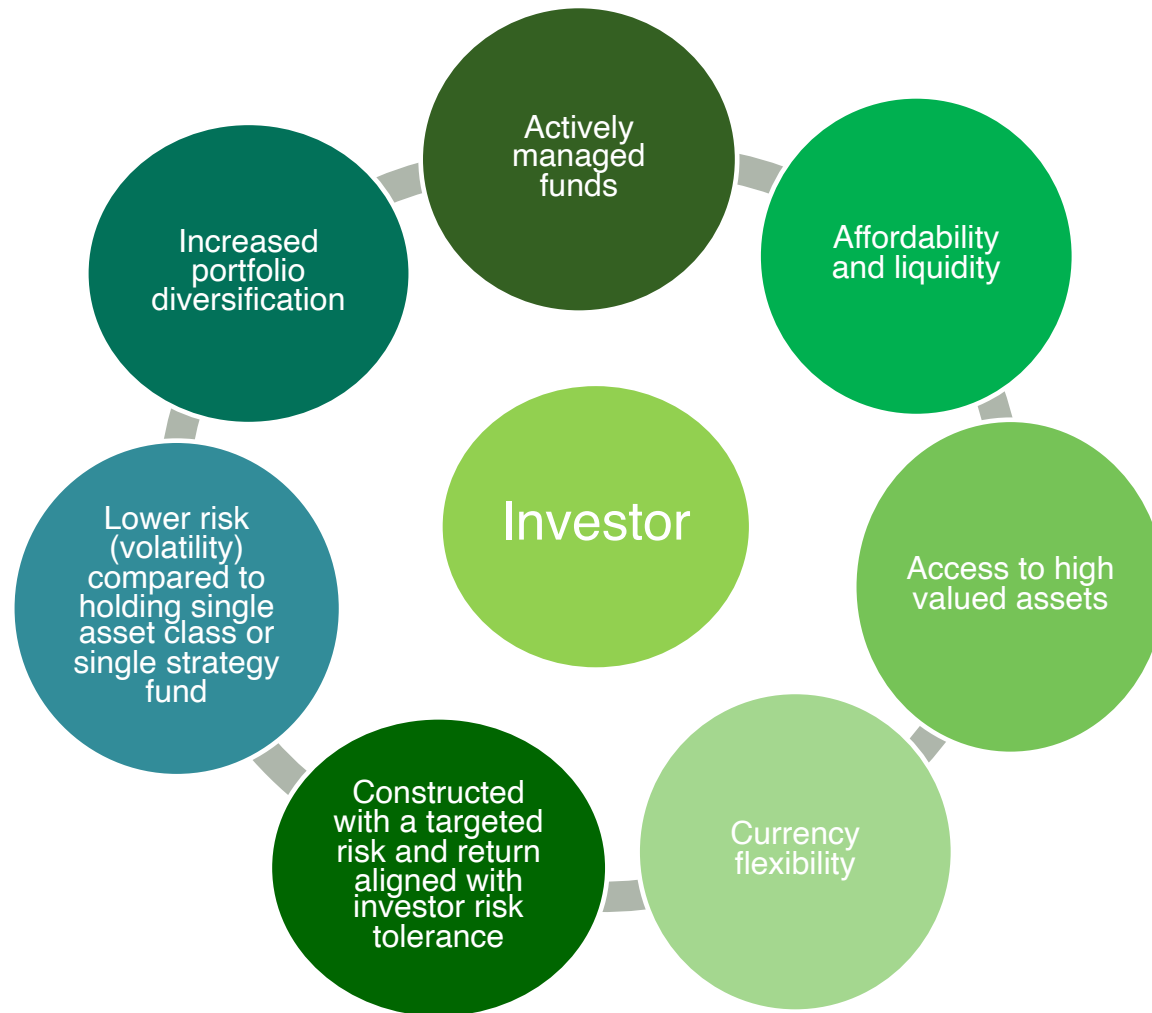 Actively
managed
funds
Affordability
and liquidity
Access to high
valued assets
Currency
flexibility
Constructed
with a targeted
risk and return
aligned with
investor risk
tolerance
Lower risk
(volatility)
compared to
holding single
asset class or
single strategy
fund
Increased
portfolio
diversification
Investor